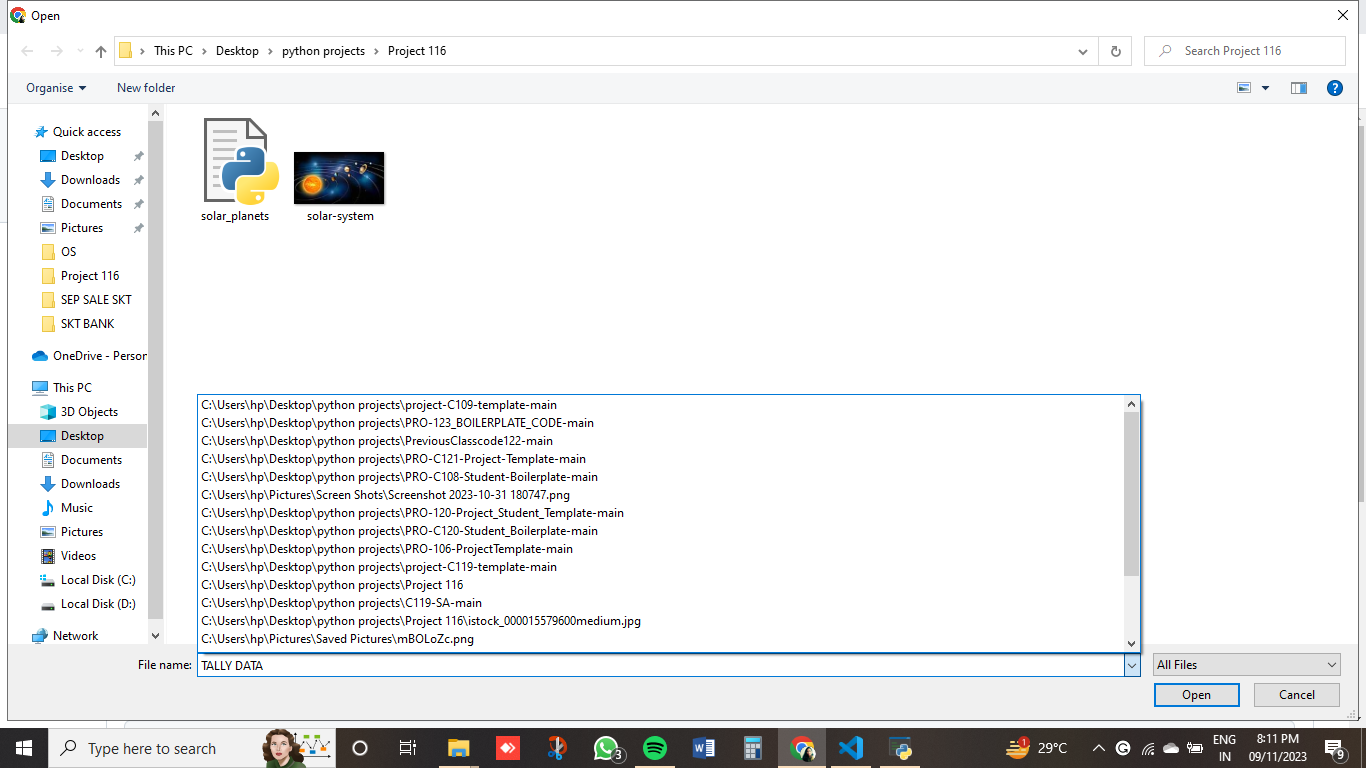 Open
This PC > Desktop > python projects > Project 116
Search Project 116
Organise
New folder
Quick access
Desktop
Downloads
Documents
Pictures
OS
Project 116
SEP SALE SKT
SKT BANK
OneDrive - Person
This PC
3D Objects
Desktop
Documents
Downloads
Music
Pictures
Videos
Local Disk (C:)
Local Disk (D:)
Network
solar_planets
solar-system
C:\Users\hp\Desktop\python projects\project-C109-template-main
C:\Users\hp\Desktop\python projects\PRO-123_BOILERPLATE_CODE-main
C:\Users\hp\Desktop\python projects\PreviousClasscode122-main
C:\Users\hp\Desktop\python projects\PRO-C121-Project-Template-main
C:\Users\hp\Desktop\python projects\PRO-C108-Student-Boilerplate-main
C:\Users\hp\Pictures\Screen Shots\Screenshot 2023-10-31 180747.png
C:\Users\hp\Desktop\python projects\PRO-120-Project_Student_Template-main
C:\Users\hp\Desktop\python projects\PRO-C120-Student_Boilerplate-main
C:\Users\hp\Desktop\python projects\PRO-106-ProjectTemplate-main
C:\Users\hp\Desktop\python projects\project-C119-template-main
C:\Users\hp\Desktop\python projects\Project 116
C:\Users\hp\Desktop\python projects\C119-SA-main
C:\Users\hp\Desktop\python projects\Project 116\istock_000015579600medium.jpg
C:\Users\hp\Pictures\Saved Pictures\mBOLoZc.png
File name: TALLY DATA
All Files
Open
Cancel
Type here to search
3
W
1
29°C
ENG
IN
8:11 PM
09/11/2023
9